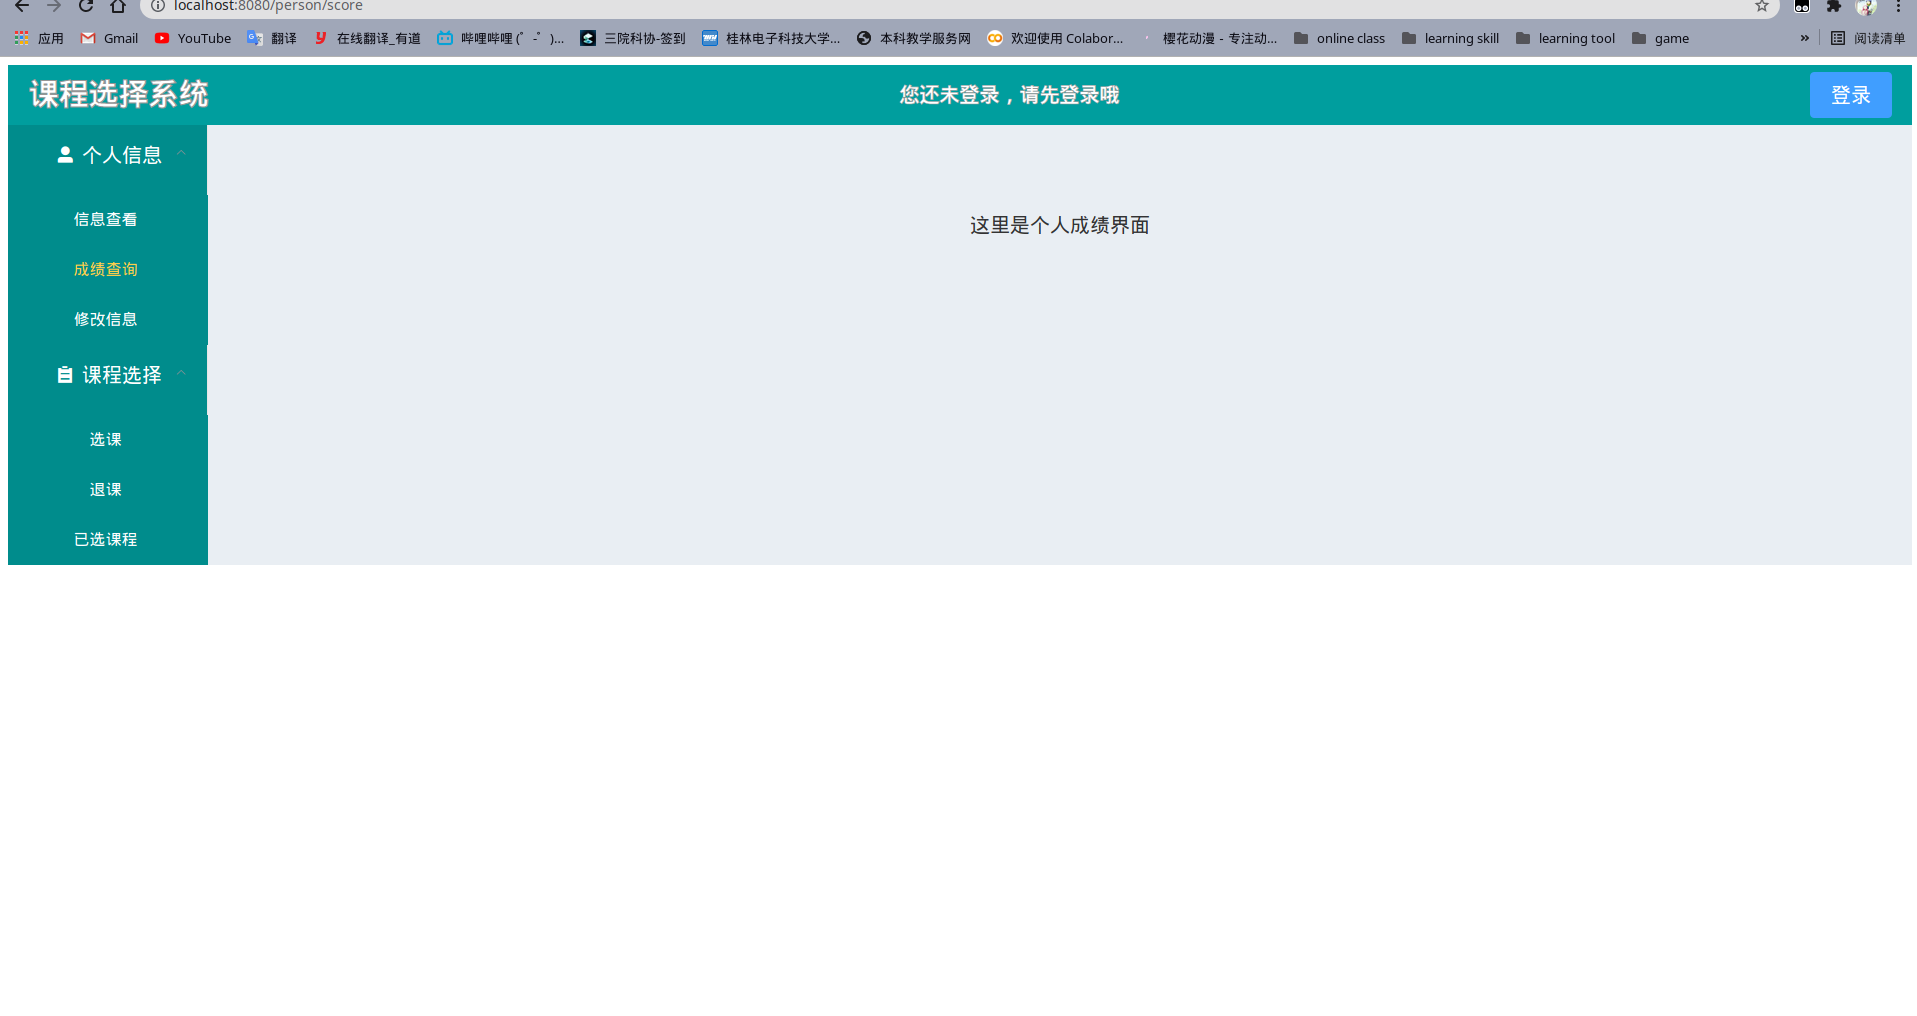 localhost:8080/person/score
应用 Gmail YouTube 翻译 在线翻译_有道 哔哩哔哩 (゜-゜)... 三院科协-签到 桂林电子科技大学... 本科教学服务网 欢迎使用 Colabor... 樱花动漫 - 专注动... online class learning skill learning tool game » 阅读清单
课程选择系统 您还未登录，请先登录哦 登录
个人信息
信息查看
这里是个人成绩界面
成绩查询
修改信息
课程选择
选课
退课
已选课程